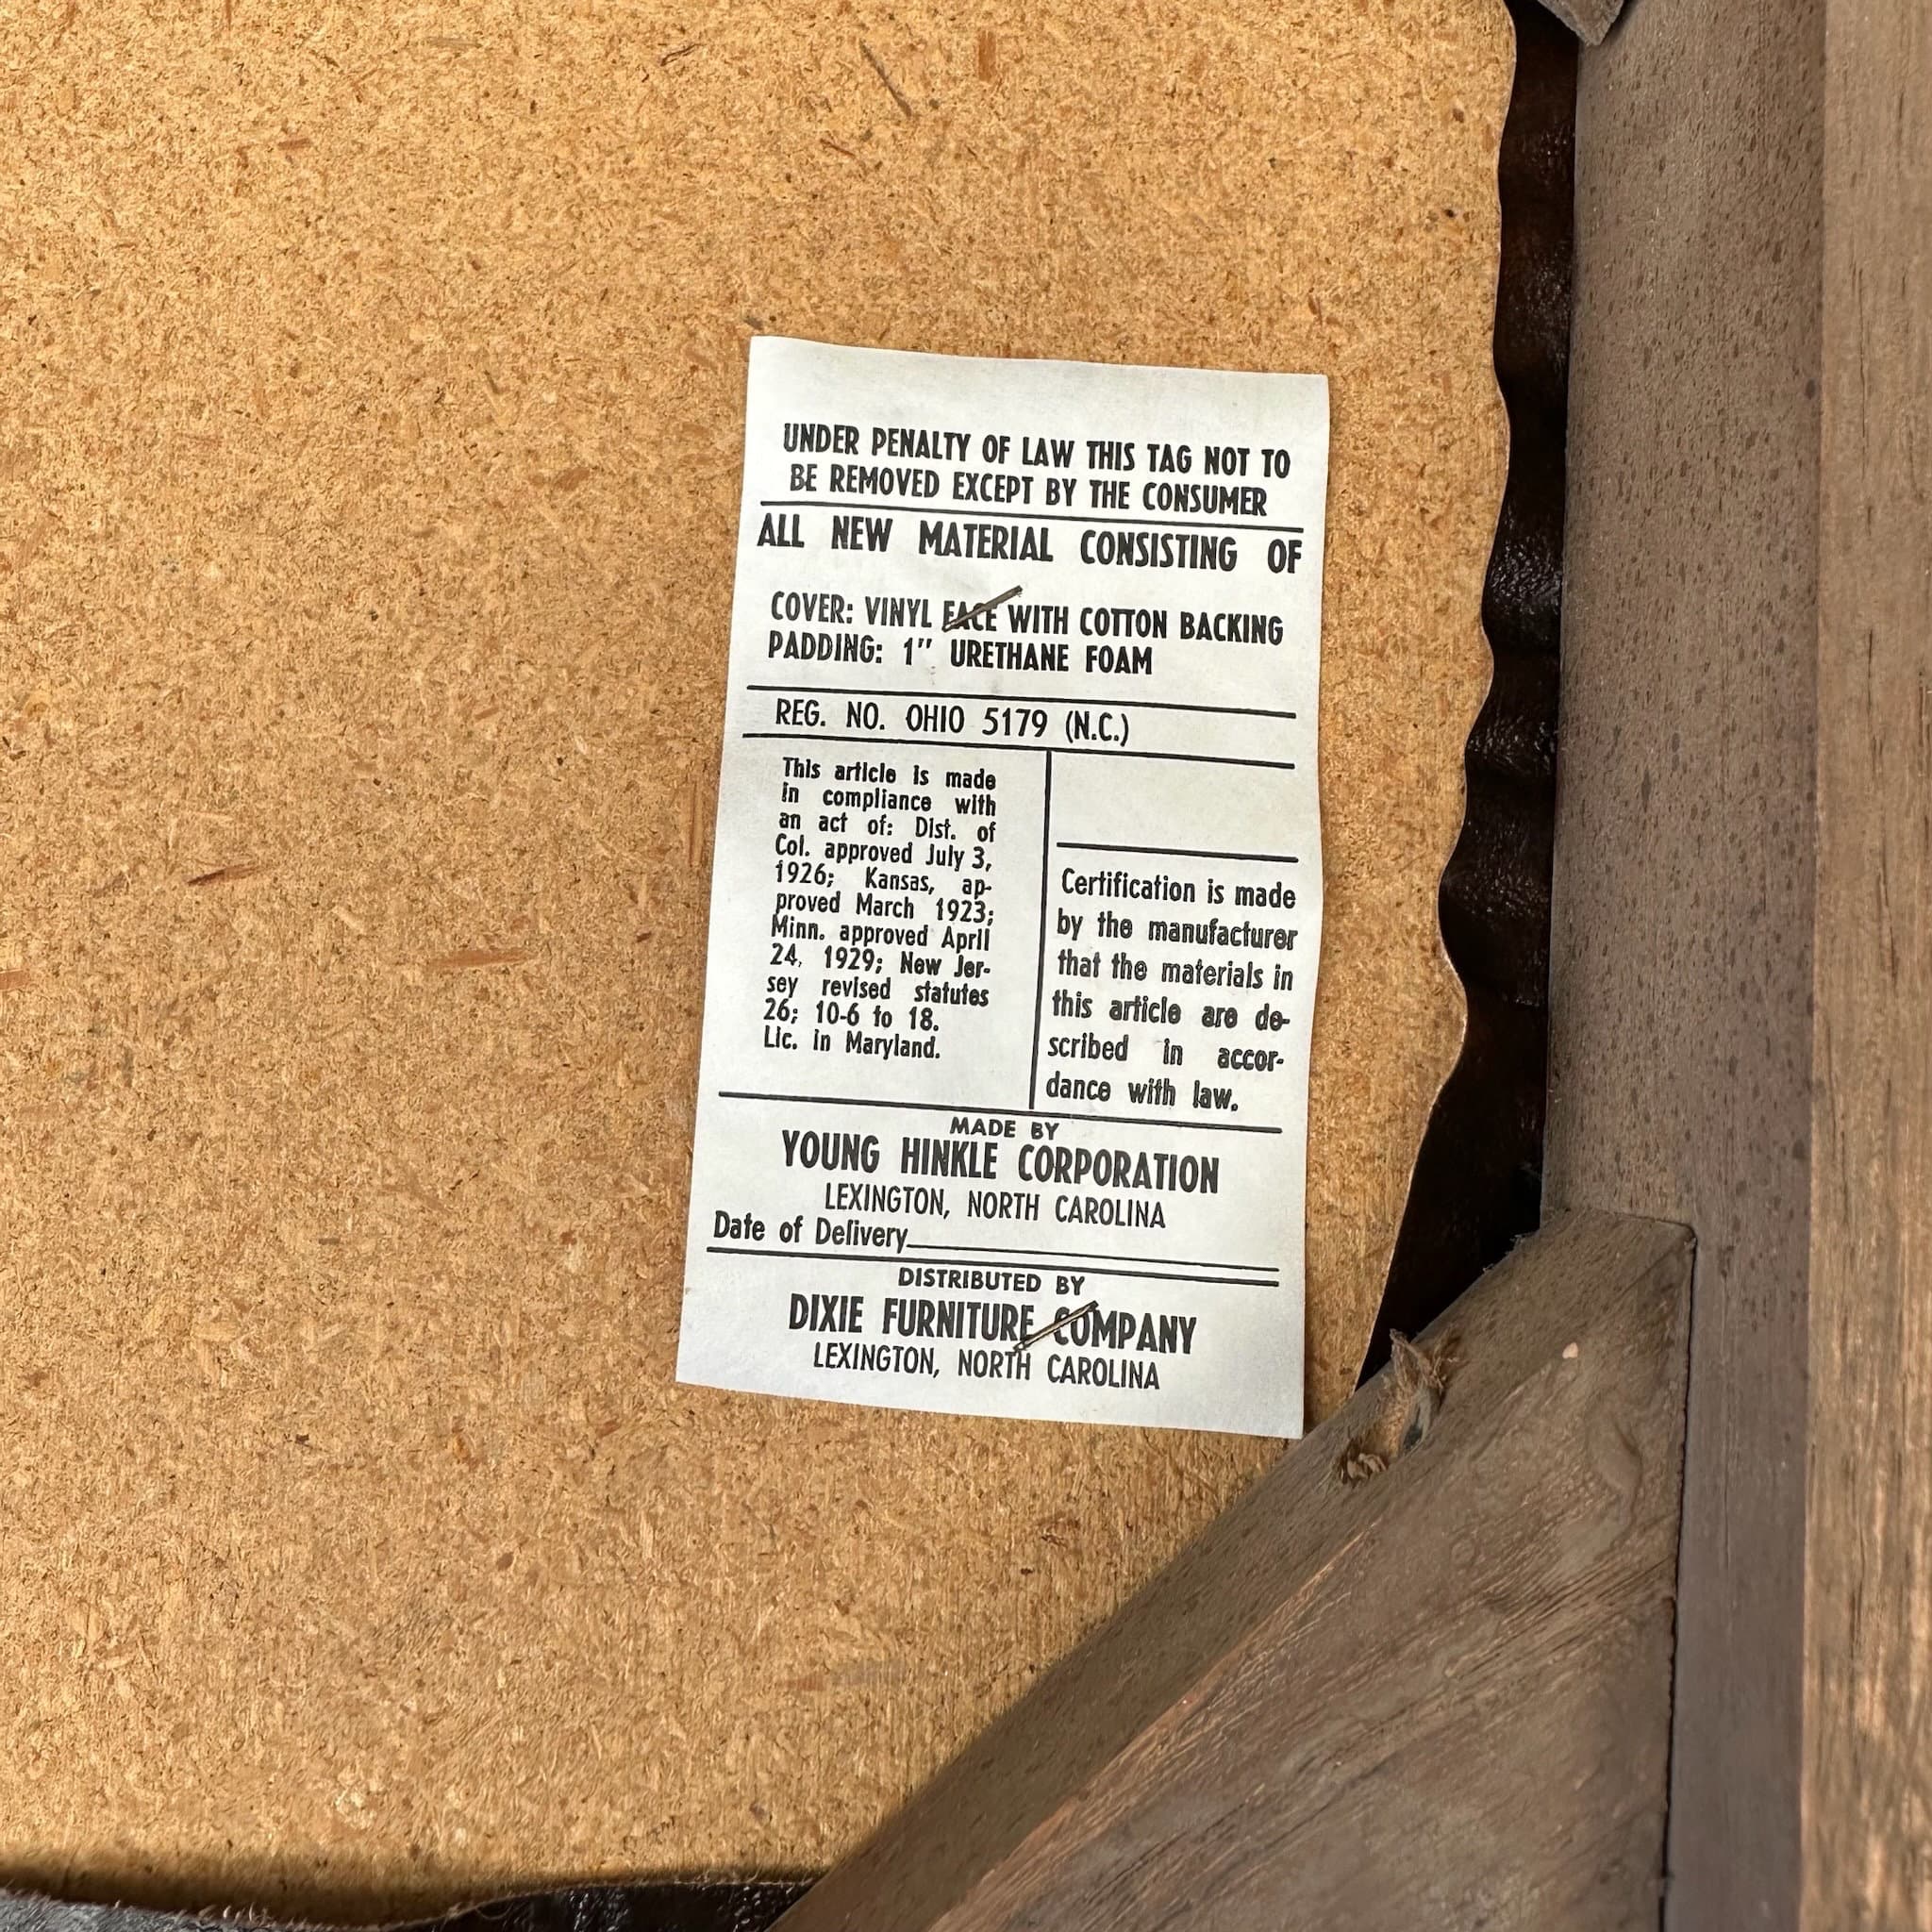 UNDER PENALTY OF LAW THIS TAG NOT TO
BE REMOVED EXCEPT BY THE CONSUMER
ALL NEW MATERIAL CONSISTING OF
COVER: VINYL FACE WITH COTTON BACKING
PADDING: 1" URETHANE FOAM
REG. NO. OHIO 5179 (N.C.)
This article is made
in compliance with
an act of: Dist. of
Col. approved July 3,
1926; Kansas, ap-
proved March 1923;
Minn. approved April
24, 1929; New Jer-
sey revised statutes
26; 10-6 to 18.
Lic. in Maryland.
Certification is made
by the manufacturer
that the materials in
this article are de-
scribed in accor-
dance with law.
MADE BY
YOUNG HINKLE CORPORATION
LEXINGTON, NORTH CAROLINA
Date of Delivery
DISTRIBUTED BY
DIXIE FURNITURE COMPANY
LEXINGTON, NORTH CAROLINA